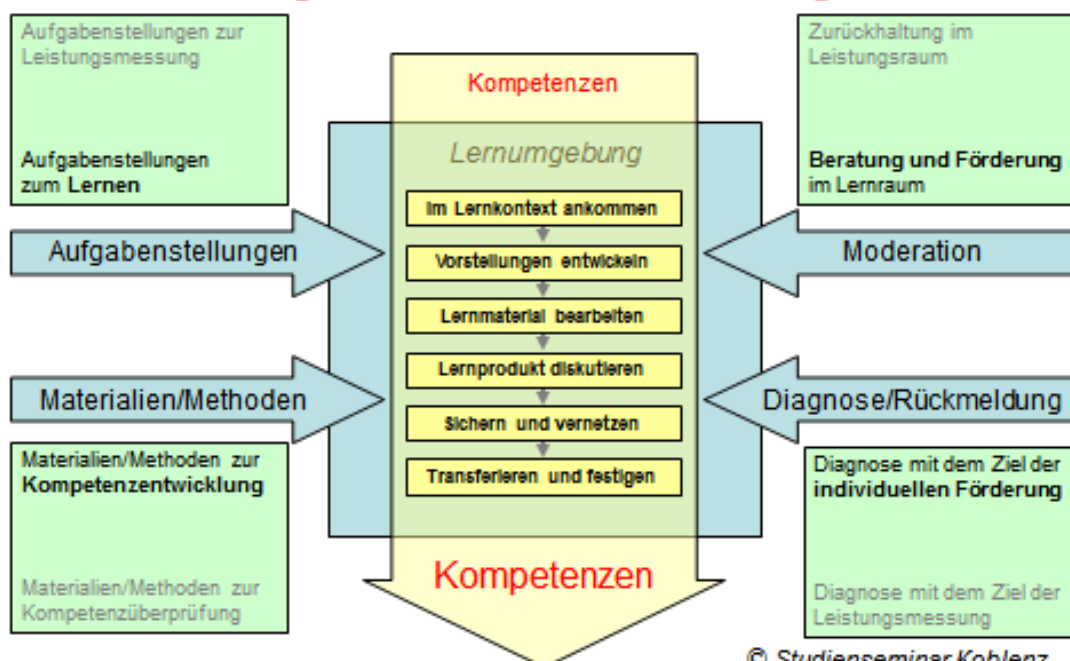 Aufgabenstellungen zur
Leistungsmessung
Aufgabenstellungen
zum Lernen
Zurückhaltung im
Leistungsraum
Beratung und Förderung
im Lernraum
Kompetenzen
Lernumgebung
Im Lernkontext ankommen
Vorstellungen entwickeln
Lernmaterial bearbeiten
Lernprodukt diskutieren
Sichern und vernetzen
Transferieren und festigen
Kompetenzen
Aufgabenstellungen
Moderation
Materialien/Methoden
Diagnose/Rückmeldung
Materialien/Methoden zur
Kompetenzentwicklung
Materialien/Methoden zur
Kompetenzüberprüfung
Diagnose mit dem Ziel der
individuellen Förderung
Diagnose mit dem Ziel der
Leistungsmessung
© Studienseminar Koblenz